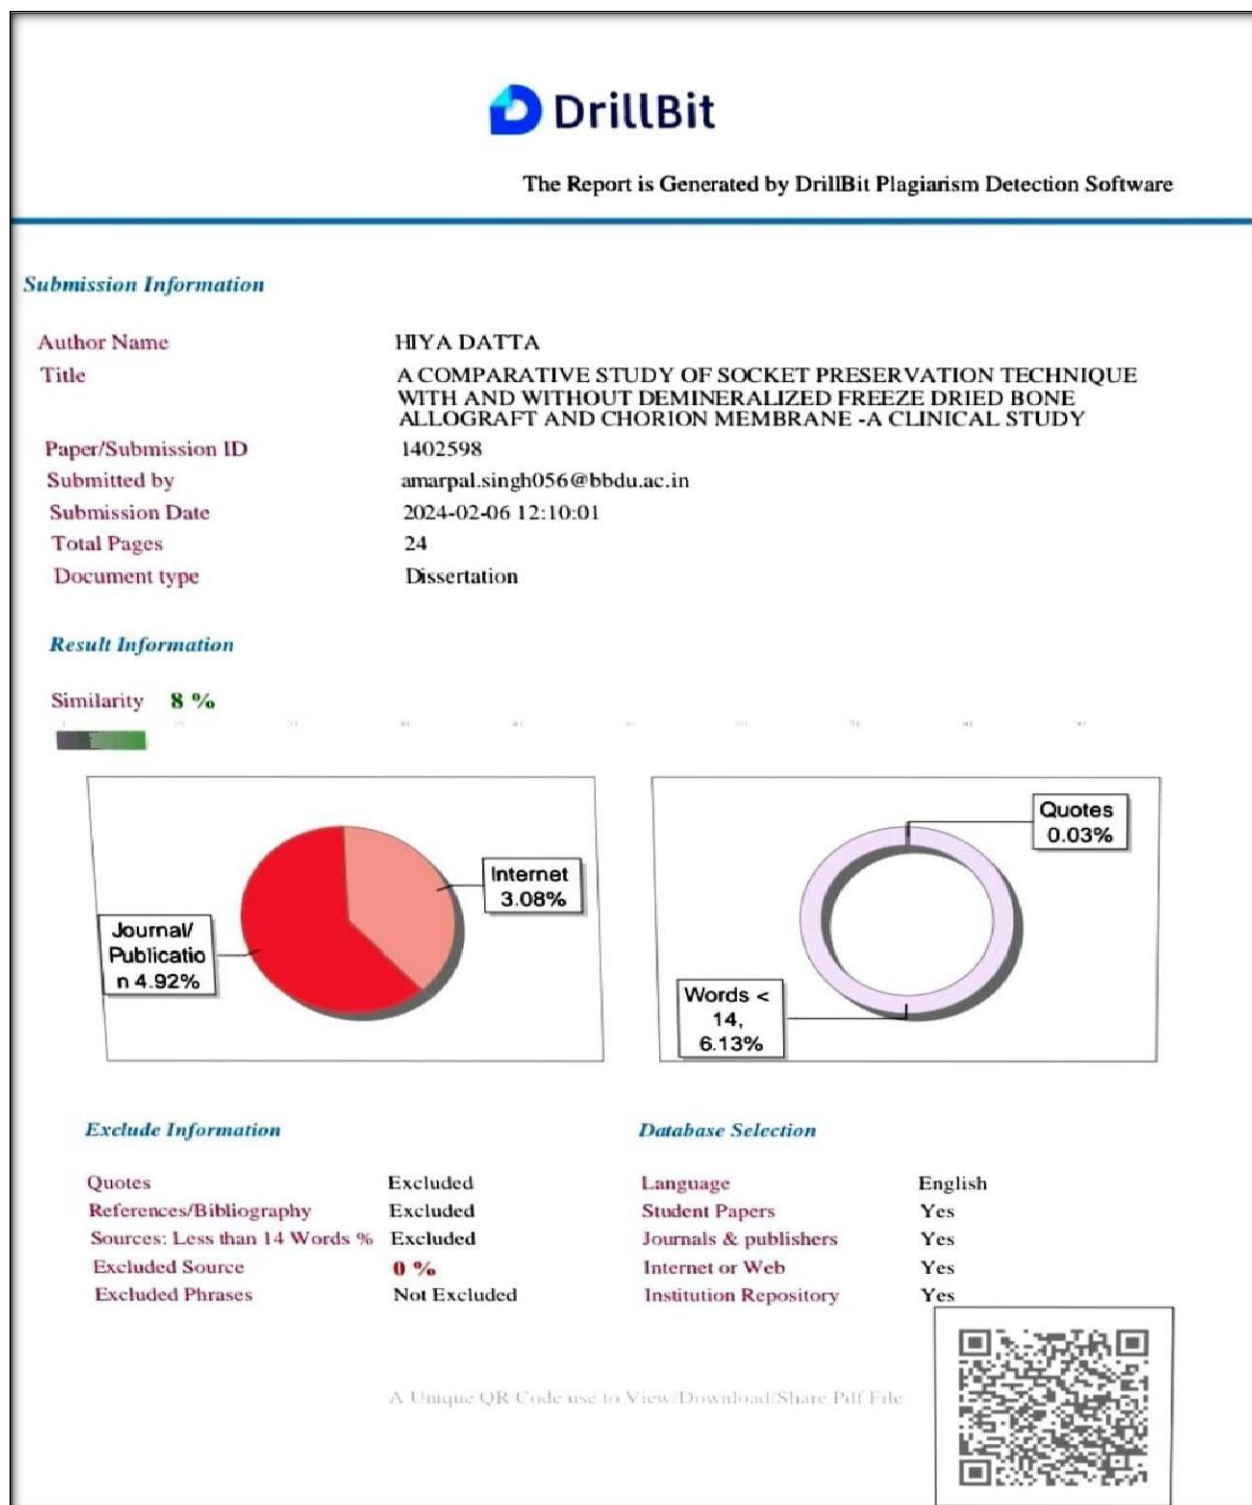 DrillBit
The Report is Generated by DrillBit Plagiarism Detection Software
Submission Information
Author Name HIYA DATTA
Title A COMPARATIVE STUDY OF SOCKET PRESERVATION TECHNIQUE
WITH AND WITHOUT DEMINERALIZED FREEZE DRIED BONE
ALLOGRAFT AND CHORION MEMBRANE -A CLINICAL STUDY
Paper/Submission ID 1402598
Submitted by amarpal.singh056@bbdu.ac.in
Submission Date 2024-02-06 12:10:01
Total Pages 24
Document type Dissertation
Result Information
Similarity 8 %
Journal/
Publicatio
n 4.92%
Internet
3.08%
Quotes
0.03%
Words <
14,
6.13%
Exclude Information
Quotes Excluded
References/Bibliography Excluded
Sources: Less than 14 Words % Excluded
Excluded Source 0 %
Excluded Phrases Not Excluded
Database Selection
Language English
Student Papers Yes
Journals & publishers Yes
Internet or Web Yes
Institution Repository Yes
A Unique QR Code use to View/Download/Share Pdf File